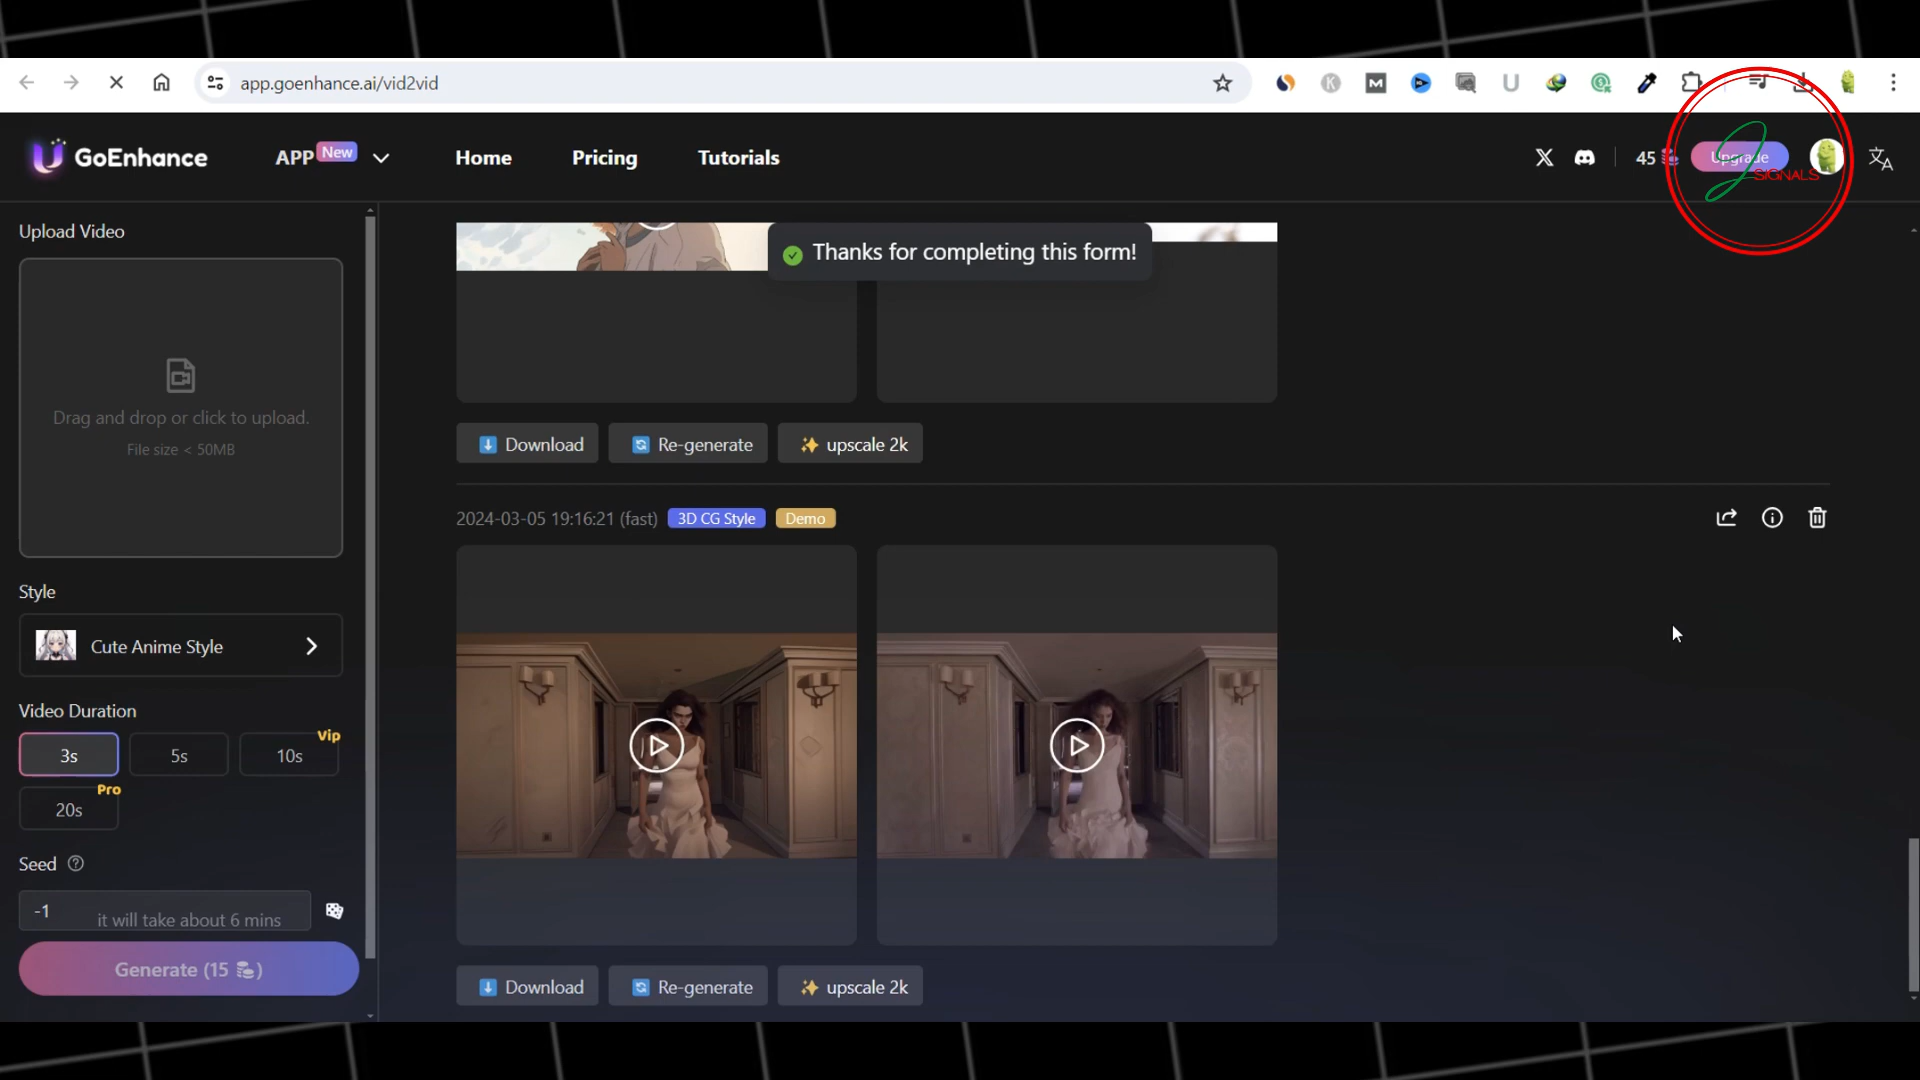 app.goenhance.ai/vid2vid
GoEnhance
APP New
Home
Pricing
Tutorials
45
Upgrade
SIGNALS
Upload Video
Drag and drop or click to upload.
File size < 50MB
Style
Cute Anime Style
Video Duration
3s
5s
10s
Vip
20s
Pro
Seed
-1
it will take about 6 mins
Generate (15 )
Thanks for completing this form!
Download
Re-generate
upscale 2k
2024-03-05 19:16:21 (fast)
3D CG Style
Demo
Download
Re-generate
upscale 2k